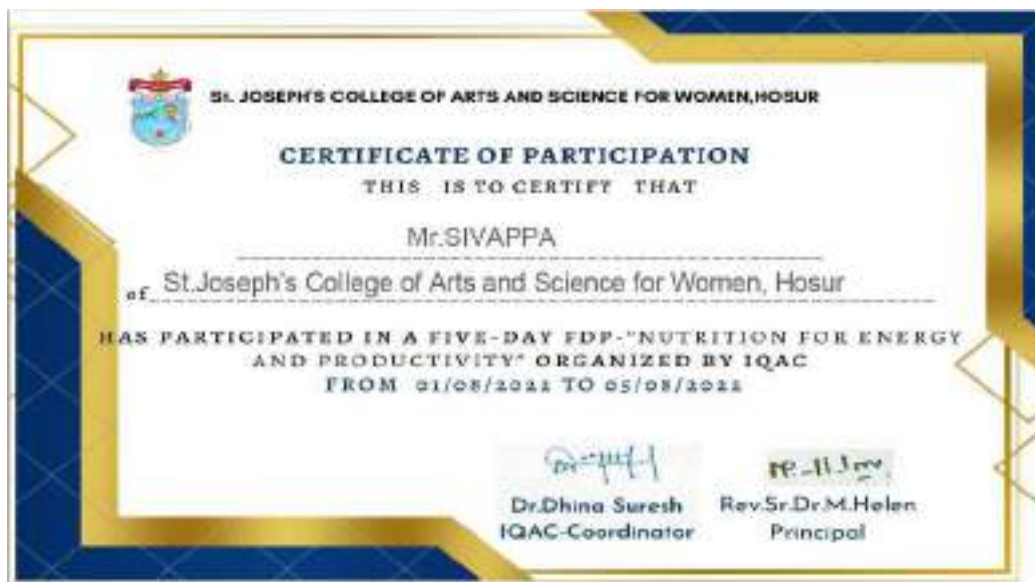 St. JOSEPH'S COLLEGE OF ARTS AND SCIENCE FOR WOMEN,HOSUR
CERTIFICATE OF PARTICIPATION
THIS IS TO CERTIFY THAT
Mr.SIVAPPA
of St.Joseph's College of Arts and Science for Women, Hosur
HAS PARTICIPATED IN A FIVE-DAY FDP-"NUTRITION FOR ENERGY
AND PRODUCTIVITY" ORGANIZED BY IQAC
FROM 01/08/2022 TO 05/08/2022
Dr.Dhina Suresh
IQAC-Coordinator
Rev.Sr.Dr.M.Helen
Principal